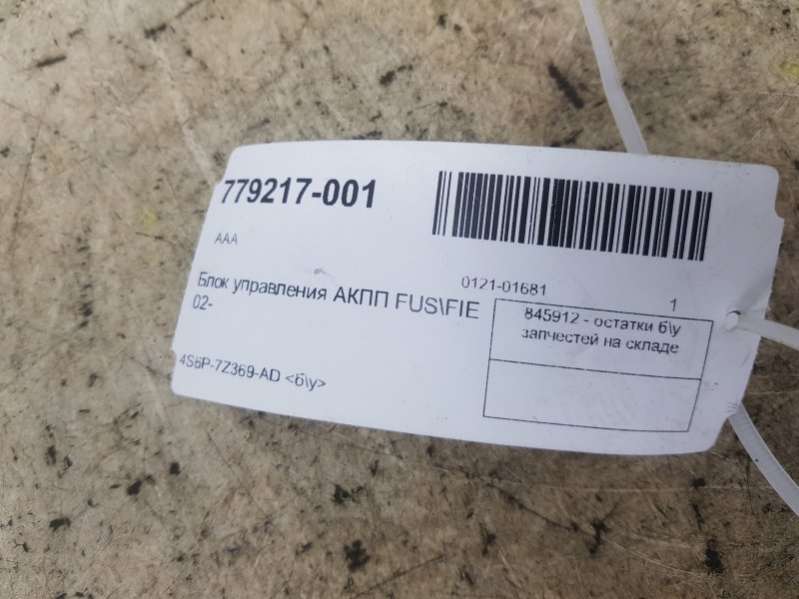 779217-001
AAA
0121-01681
1
Блок управления АКПП FUS\FIE
02-
845912 - остатки б\у
запчестей на складе
4S6P-7Z369-AD <б\у>